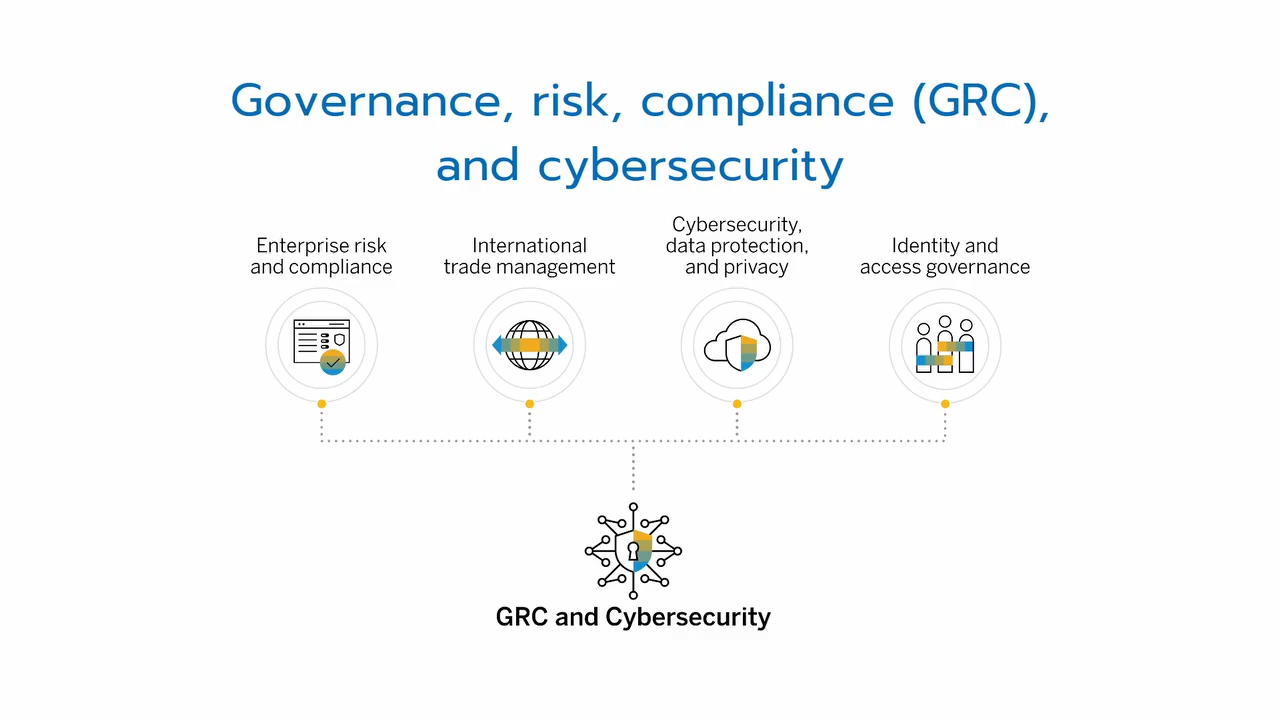 Governance, risk, compliance (GRC),
and cybersecurity
Enterprise risk
and compliance
International
trade management
Cybersecurity,
data protection,
and privacy
Identity and
access governance
GRC and Cybersecurity